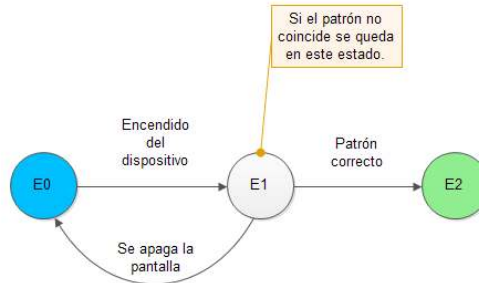 Si el patrón no
coincide se queda
en este estado.
Encendido
del
dispositivo
Patrón
correcto
E0
E1
E2
Se apaga la
pantalla